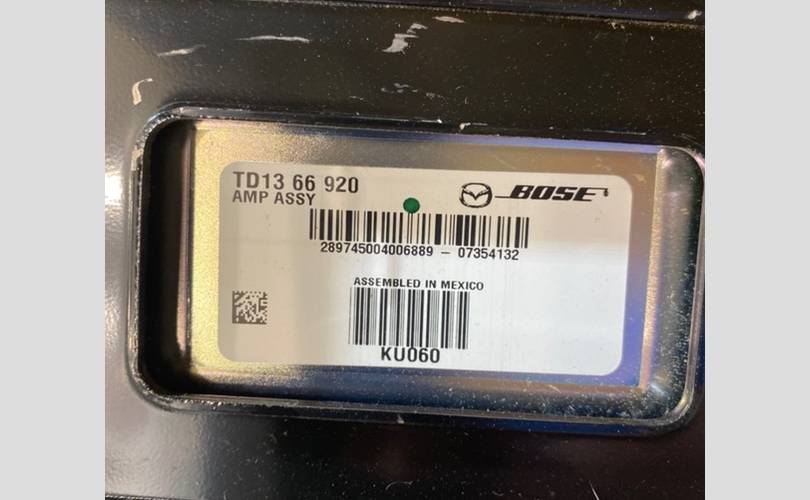 TD13 66 920
AMP ASSY
BOSE
289745004006889 - 07354132
ASSEMBLED IN MEXICO
KU060